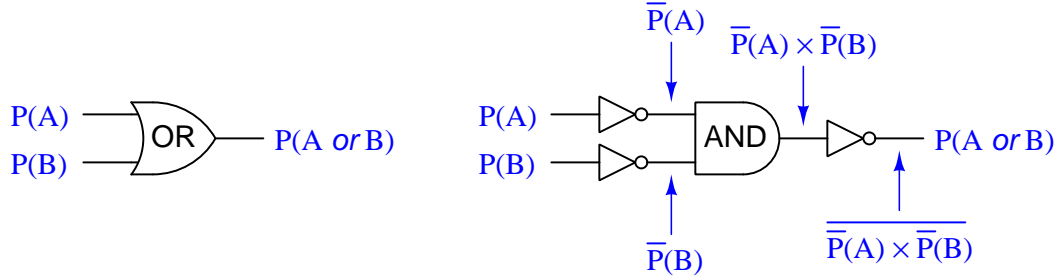 P(A)
P(B)
OR
P(A or B)
P̅(A)
P̅(A) × P̅(B)
P(A)
P(B)
AND
P(A or B)
P̅(B)
P̅(A) × P̅(B)